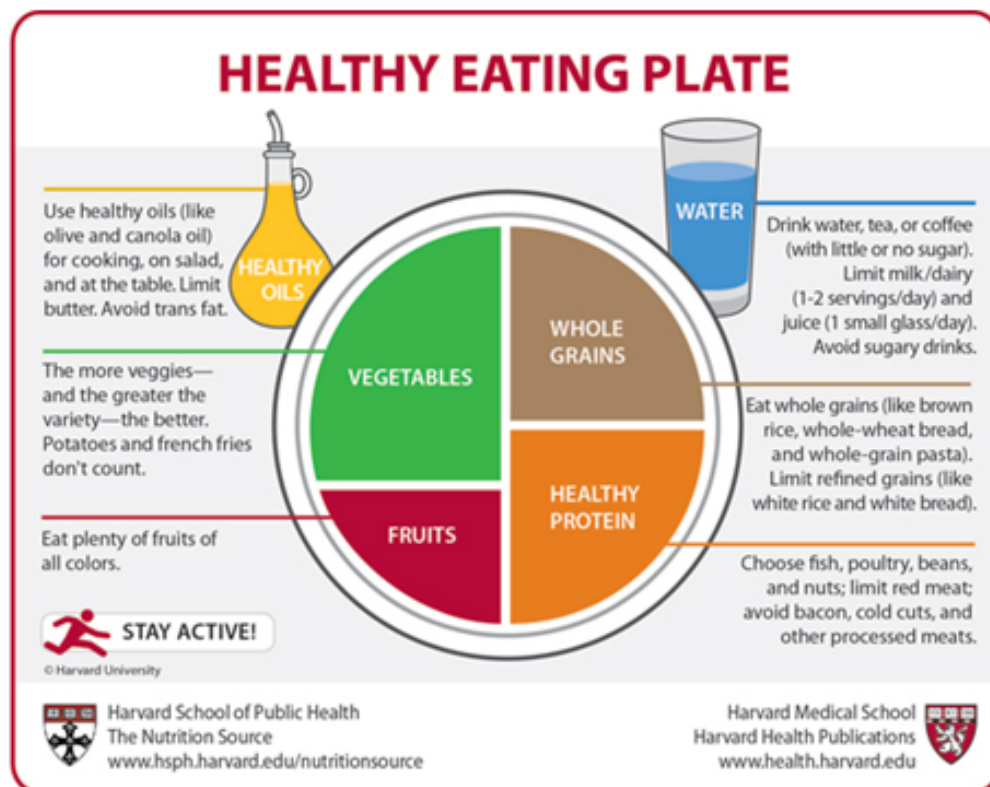 HEALTHY EATING PLATE
Use healthy oils (like
olive and canola oil)
for cooking, on salad,
and at the table. Limit
butter. Avoid trans fat.
HEALTHY
OILS
WATER
Drink water, tea, or coffee
(with little or no sugar).
Limit milk/dairy
(1-2 servings/day) and
juice (1 small glass/day).
Avoid sugary drinks.
The more veggies—
and the greater the
variety—the better.
Potatoes and french fries
don't count.
VEGETABLES
WHOLE
GRAINS
Eat whole grains (like brown
rice, whole-wheat bread,
and whole-grain pasta).
Limit refined grains (like
white rice and white bread).
Eat plenty of fruits of
all colors.
FRUITS
HEALTHY
PROTEIN
Choose fish, poultry, beans,
and nuts; limit red meat;
avoid bacon, cold cuts, and
other processed meats.
STAY ACTIVE!
© Harvard University
Harvard School of Public Health
The Nutrition Source
www.hsph.harvard.edu/nutritionsource
Harvard Medical School
Harvard Health Publications
www.health.harvard.edu